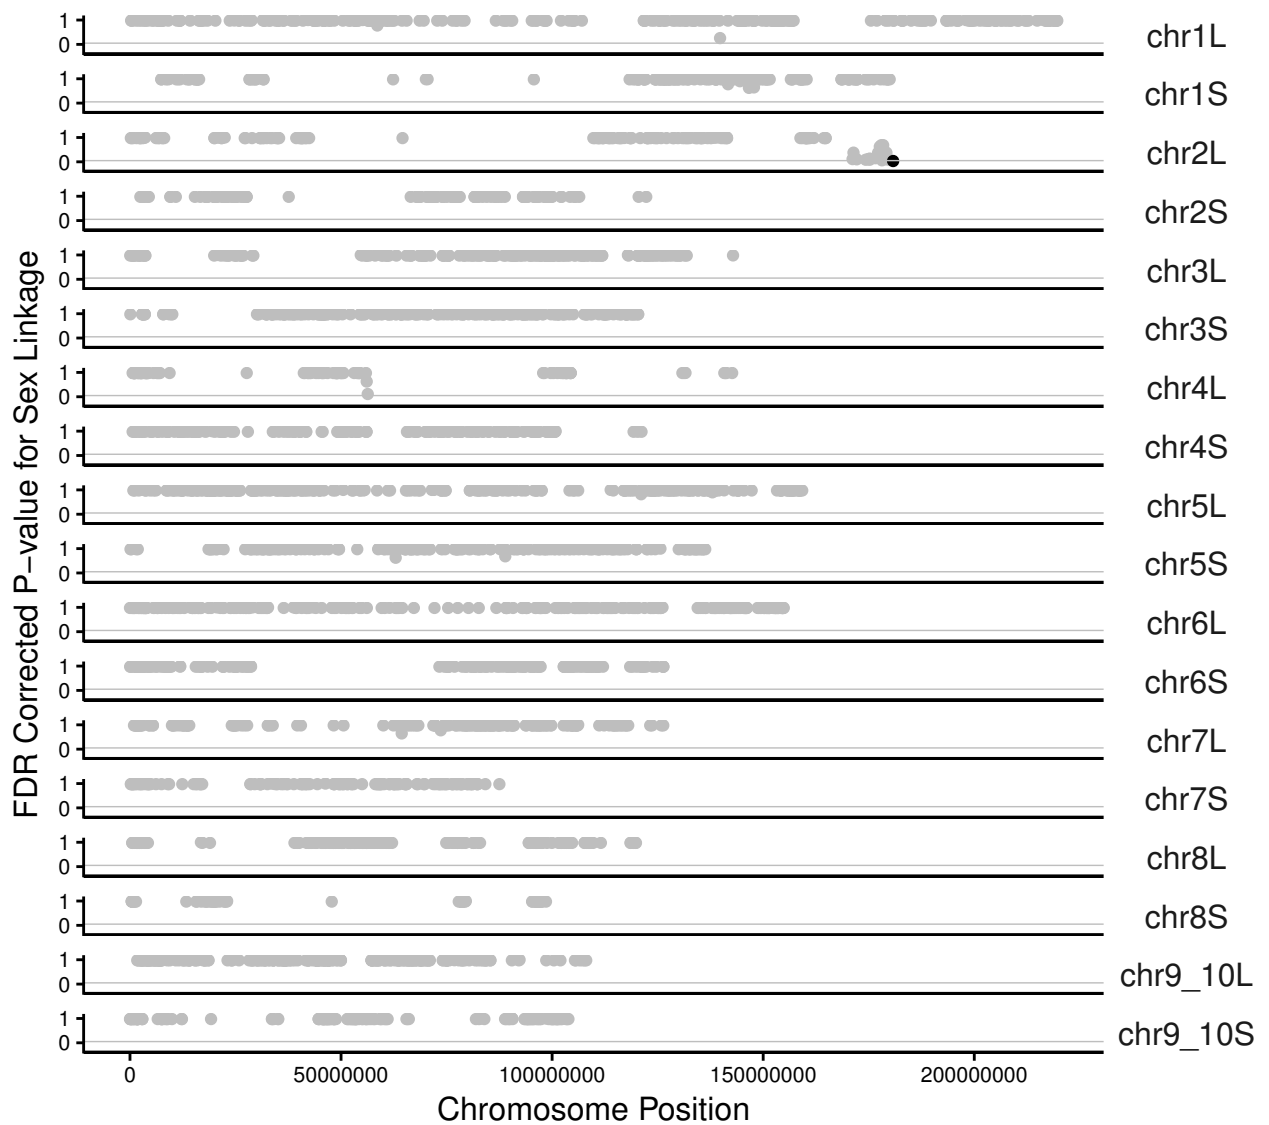 FDR Corrected P−value for Sex Linkage
1
0
chr1L
1
0
chr1S
1
0
chr2L
1
0
chr2S
1
0
chr3L
1
0
chr3S
1
0
chr4L
1
0
chr4S
1
0
chr5L
1
0
chr5S
1
0
chr6L
1
0
chr6S
1
0
chr7L
1
0
chr7S
1
0
chr8L
1
0
chr8S
1
0
chr9_10L
1
0
chr9_10S
0 50000000 100000000 150000000 200000000
Chromosome Position